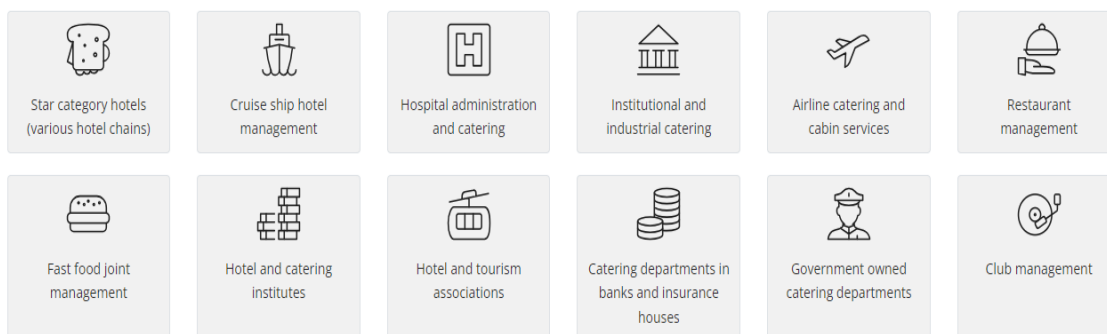 Star category hotels
(various hotel chains)
Cruise ship hotel
management
Hospital administration
and catering
Institutional and
industrial catering
Airline catering and
cabin services
Restaurant
management
Fast food joint
management
Hotel and catering
institutes
Hotel and tourism
associations
Catering departments in
banks and insurance
houses
Government owned
catering departments
Club management